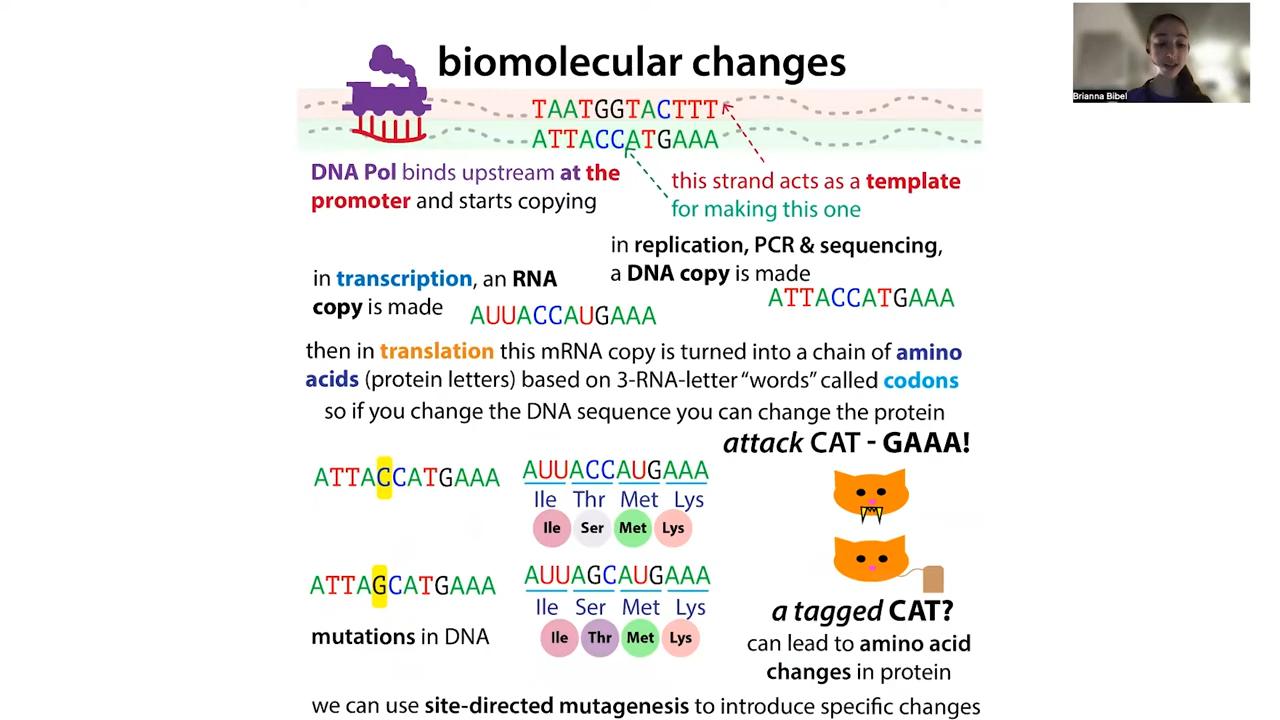 biomolecular changes
Brianna Bibel
TAATGGTACTTT
ATTACCATGAAA
DNA Pol binds upstream at the
promoter and starts copying
this strand acts as a template
for making this one
in replication, PCR & sequencing,
a DNA copy is made
ATTACCATGAAA
in transcription, an RNA
copy is made
AUUACCAUGAAA
then in translation this mRNA copy is turned into a chain of amino
acids (protein letters) based on 3-RNA-letter “words” called codons
so if you change the DNA sequence you can change the protein
attack CAT - GAAA!
ATTACCATGAAA
AUUACCAUGAAA
Ile Thr Met Lys
Ile Ser Met Lys
ATTAGCATGAAA
AUUAGCAUGAAA
Ile Ser Met Lys
Ile Thr Met Lys
mutations in DNA
a tagged CAT?
can lead to amino acid
changes in protein
we can use site-directed mutagenesis to introduce specific changes